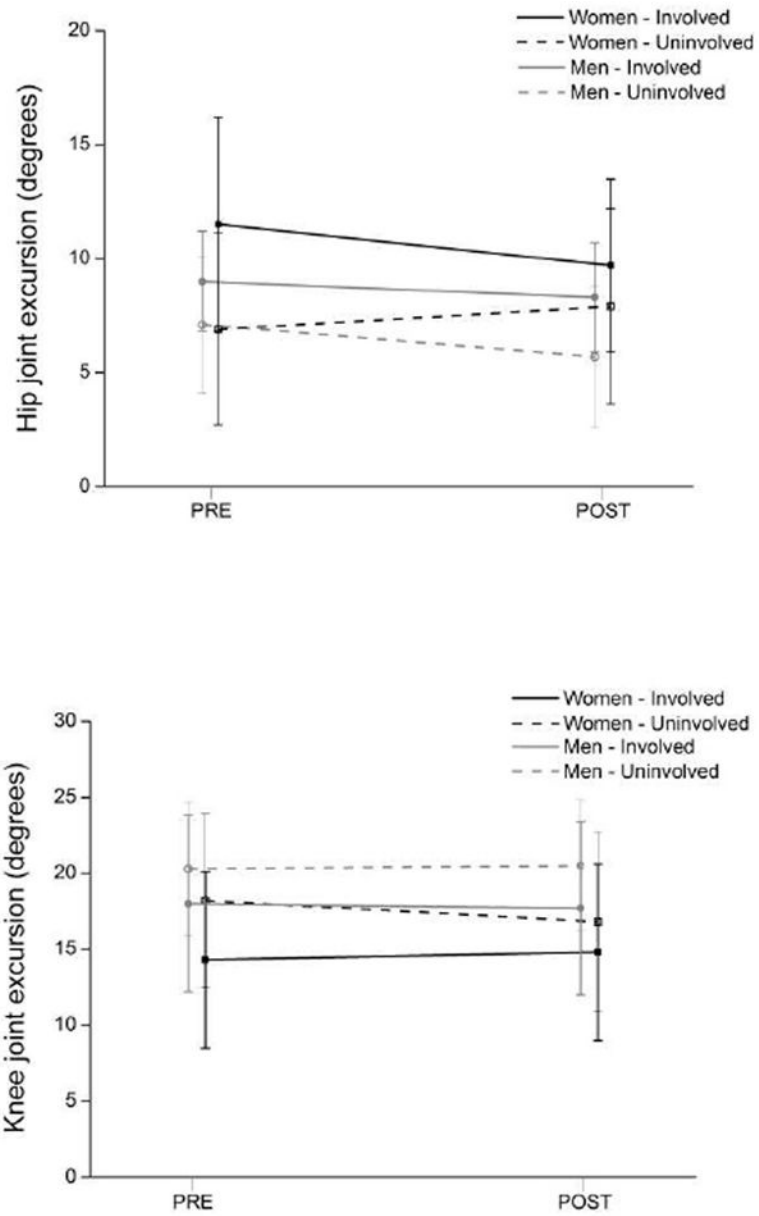 Women - Involved
Women - Uninvolved
Men - Involved
Men - Uninvolved
20
15
10
5
0
Hip joint excursion (degrees)
PRE POST
Women - Involved
Women - Uninvolved
Men - Involved
Men - Uninvolved
30
25
20
15
10
5
0
Knee joint excursion (degrees)
PRE POST